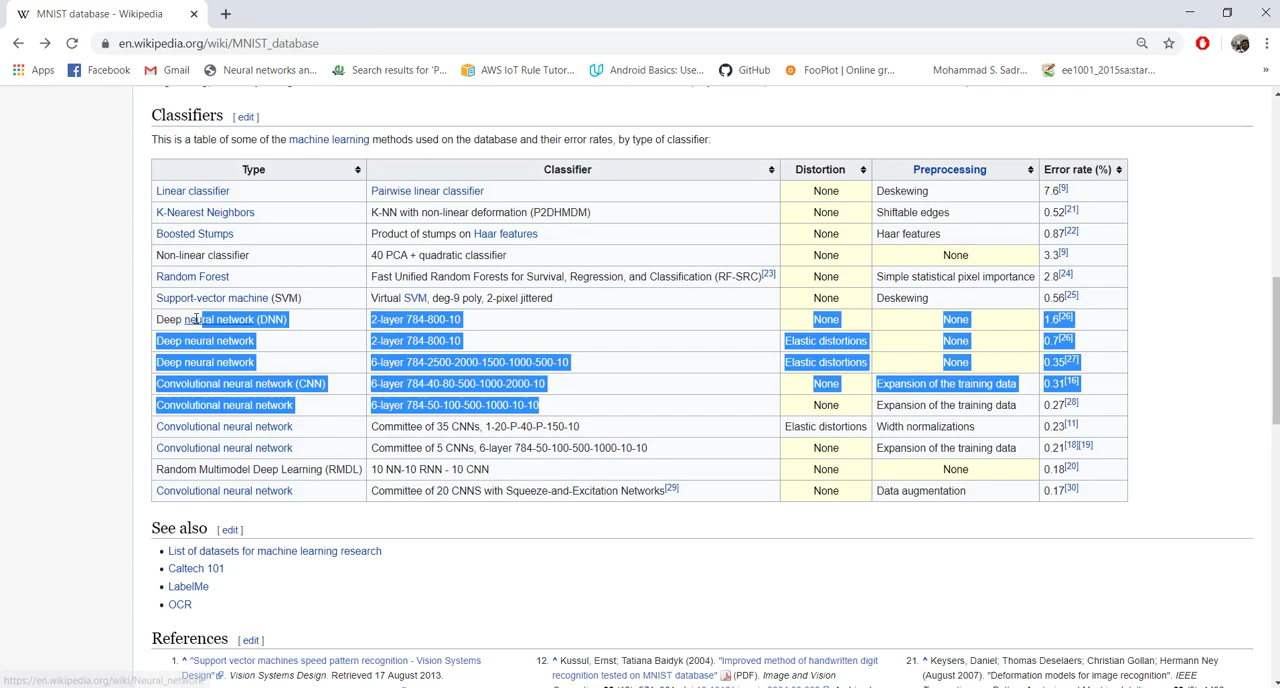 MNIST database - Wikipedia
en.wikipedia.org/wiki/MNIST_database
Apps Facebook Gmail Neural networks an... Search results for 'P... AWS IoT Rule Tutor... Android Basics: Use... GitHub FooPlot | Online gr... Mohammad S. Sadr... ee1001_2015sa:star... »
Classifiers [ edit ]
This is a table of some of the machine learning methods used on the database and their error rates, by type of classifier:
Type Classifier Distortion Preprocessing Error rate (%)
Linear classifier Pairwise linear classifier None Deskewing 7.6[9]
K-Nearest Neighbors K-NN with non-linear deformation (P2DHMDM) None Shiftable edges 0.52[21]
Boosted Stumps Product of stumps on Haar features None Haar features 0.87[22]
Non-linear classifier 40 PCA + quadratic classifier None None 3.3[9]
Random Forest Fast Unified Random Forests for Survival, Regression, and Classification (RF-SRC)[23] None Simple statistical pixel importance 2.8[24]
Support-vector machine (SVM) Virtual SVM, deg-9 poly, 2-pixel jittered None Deskewing 0.56[25]
Deep neural network (DNN) 2-layer 784-800-10 None None 1.6[26]
Deep neural network 2-layer 784-800-10 Elastic distortions None 0.7[26]
Deep neural network 6-layer 784-2500-2000-1500-1000-500-10 Elastic distortions None 0.35[27]
Convolutional neural network (CNN) 6-layer 784-40-80-500-1000-2000-10 None Expansion of the training data 0.31[16]
Convolutional neural network 6-layer 784-50-100-500-1000-10-10 None Expansion of the training data 0.27[28]
Convolutional neural network Committee of 35 CNNs, 1-20-P-40-P-150-10 Elastic distortions Width normalizations 0.23[11]
Convolutional neural network Committee of 5 CNNs, 6-layer 784-50-100-500-1000-10-10 None Expansion of the training data 0.21[18][19]
Random Multimodel Deep Learning (RMDL) 10 NN-10 RNN - 10 CNN None None 0.18[20]
Convolutional neural network Committee of 20 CNNS with Squeeze-and-Excitation Networks[29] None Data augmentation 0.17[30]
See also [ edit ]
• List of datasets for machine learning research
• Caltech 101
• LabelMe
• OCR
References [ edit ]
1. ^ "Support vector machines speed pattern recognition - Vision Systems
Design". Vision Systems Design. Retrieved 17 August 2013.
12. ^ Kussul, Ernst; Tatiana Baidyk (2004). "Improved method of handwritten digit
recognition tested on MNIST database" (PDF). Image and Vision
21. ^ Keysers, Daniel; Thomas Deselaers; Christian Gollan; Hermann Ney
(August 2007). "Deformation models for image recognition". IEEE
https://en.wikipedia.org/wiki/Neural_network